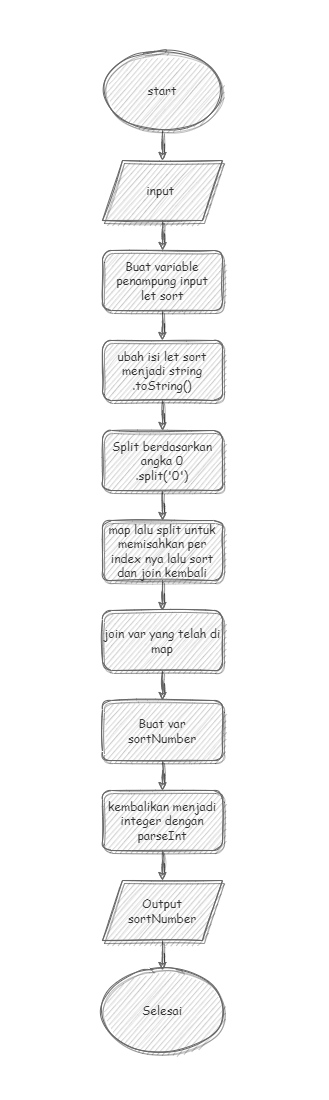 start
input
Buat variable
penampung input
let sort
ubah isi let sort
menjadi string
.toString()
Split berdasarkan
angka 0
.split('0')
map lalu split untuk
memisahkan per
index nya lalu sort
dan join kembali
join var yang telah di
map
Buat var
sortNumber
kembalikan menjadi
integer dengan
parseInt
Output
sortNumber
Selesai